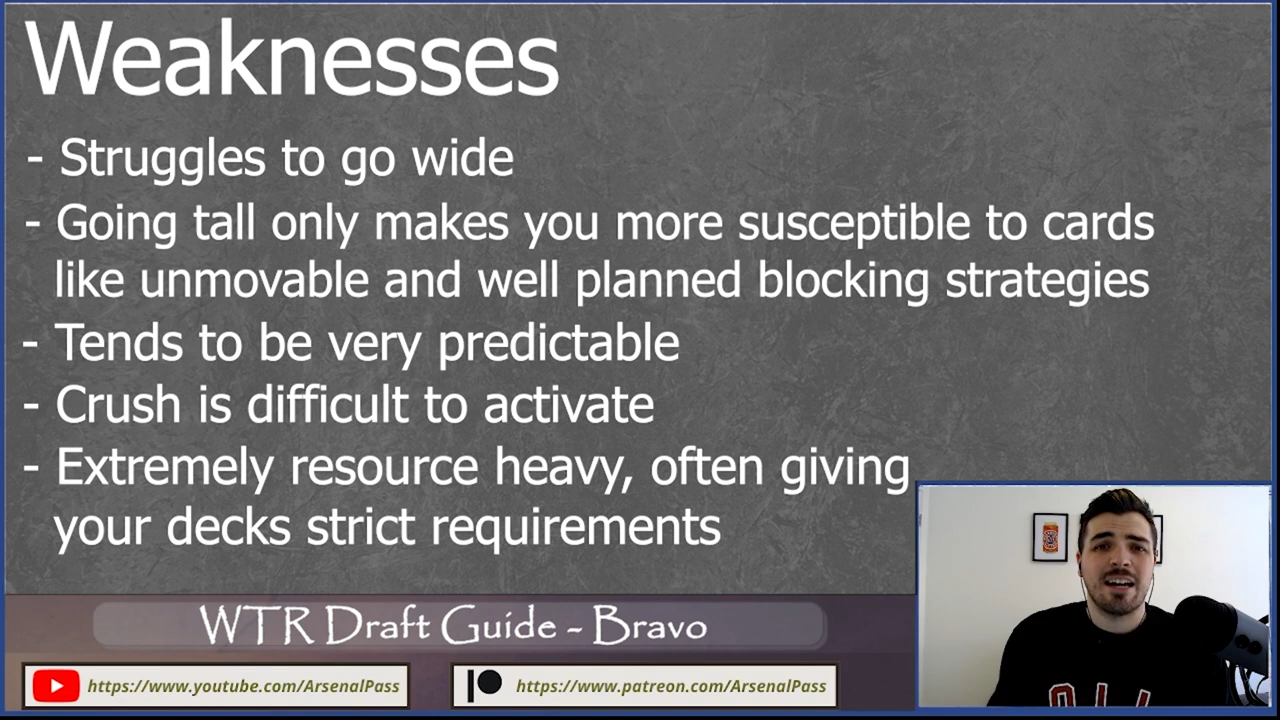 Weaknesses
- Struggles to go wide
- Going tall only makes you more susceptible to cards
like unmovable and well planned blocking strategies
- Tends to be very predictable
- Crush is difficult to activate
- Extremely resource heavy, often giving
your decks strict requirements
WTR Draft Guide - Bravo
https://www.youtube.com/ArsenalPass
https://www.patreon.com/ArsenalPass